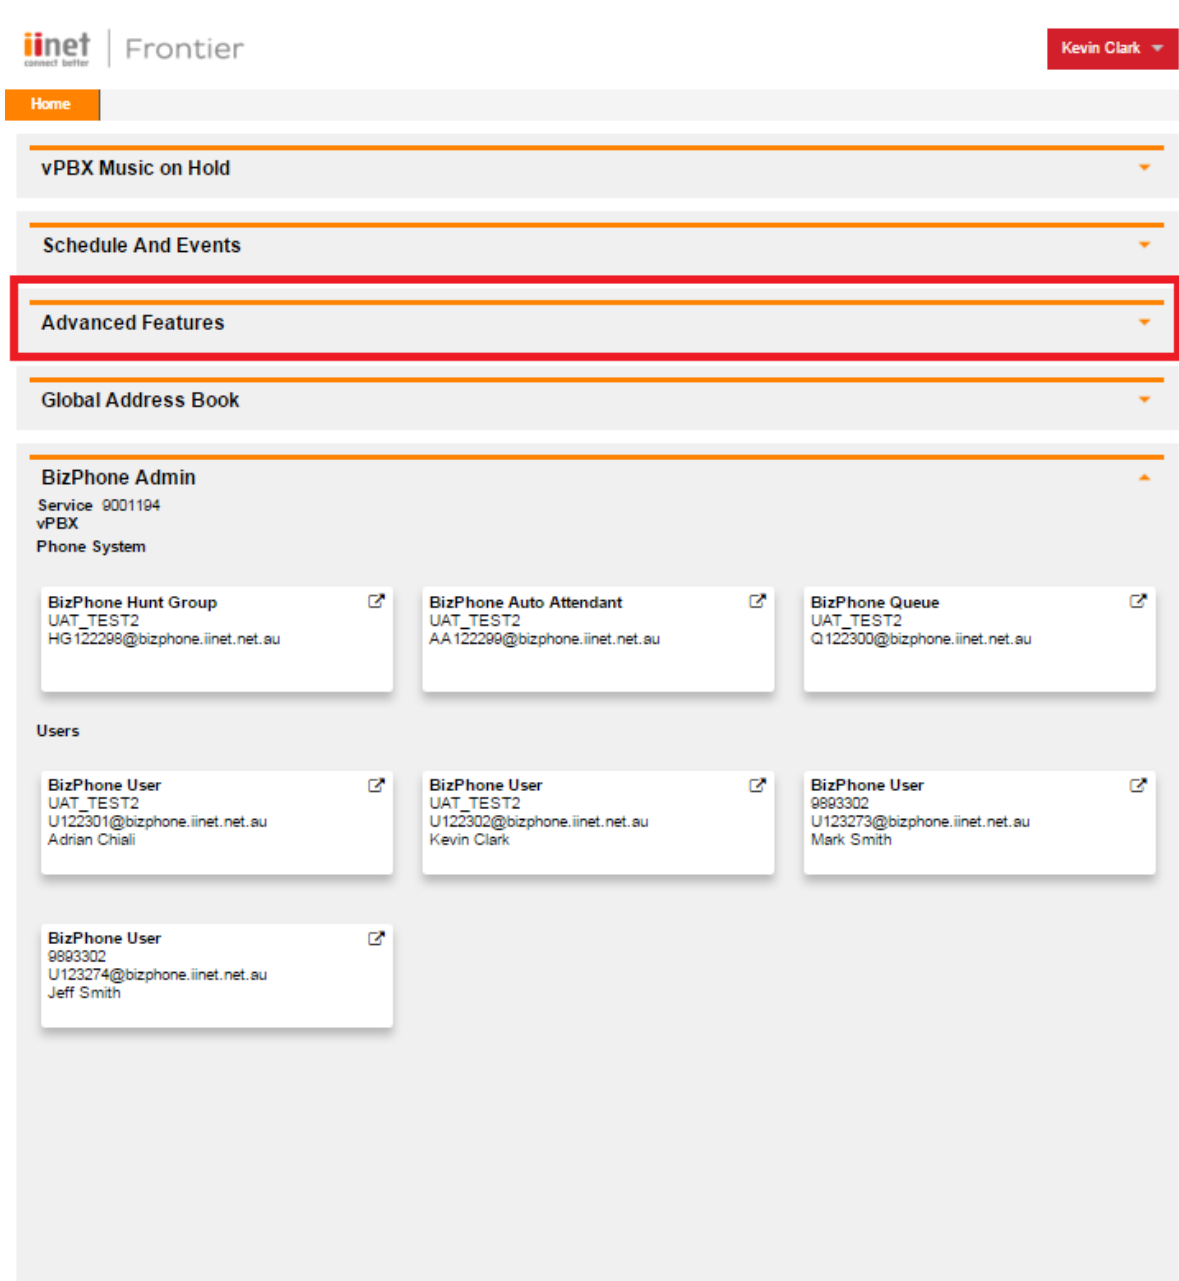 iinet
connect better
Frontier
Kevin Clark
Home
vPBX Music on Hold
Schedule And Events
Advanced Features
Global Address Book
BizPhone Admin
Service 9001194
vPBX
Phone System
BizPhone Hunt Group
UAT_TEST2
HG122298@bizphone.iinet.net.au
BizPhone Auto Attendant
UAT_TEST2
AA122299@bizphone.iinet.net.au
BizPhone Queue
UAT_TEST2
Q122300@bizphone.iinet.net.au
Users
BizPhone User
UAT_TEST2
U122301@bizphone.iinet.net.au
Adrian Chiali
BizPhone User
UAT_TEST2
U122302@bizphone.iinet.net.au
Kevin Clark
BizPhone User
9893302
U123273@bizphone.iinet.net.au
Mark Smith
BizPhone User
9893302
U123274@bizphone.iinet.net.au
Jeff Smith